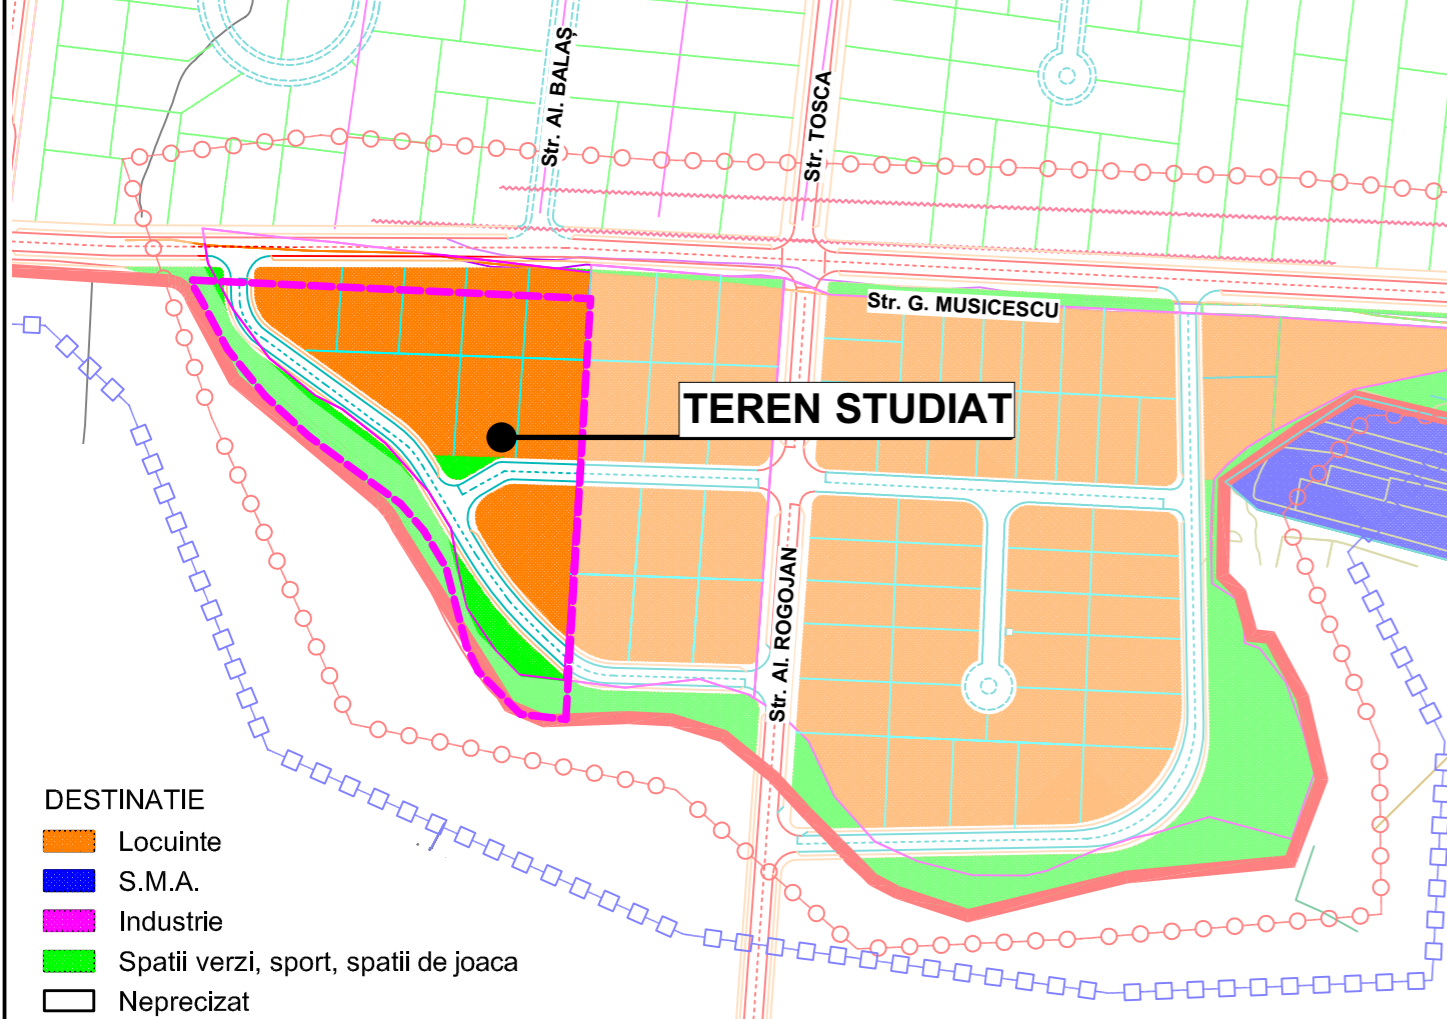 Str. Al. BALAȘ
Str. TOSCA
Str. G. MUSICESCU
TEREN STUDIAT
Str. Al. ROGOJAN
DESTINATIE
Locuinte
S.M.A.
Industrie
Spatii verzi, sport, spatii de joaca
Neprecizat